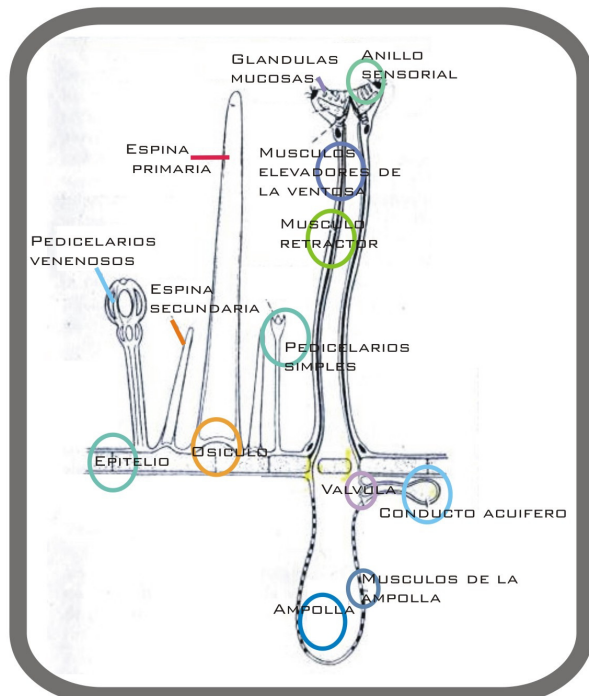 GLANDULAS
MUCOSAS
ANILLO
SENSORIAL
ESPINA
PRIMARIA
MUSCULOS
ELEVADORES DE
LA VENTOSA
MUSCULO
RETRACTOR
PEDICELARIOS
VENENOSOS
ESPINA
SECUNDARIA
PEDICELARIOS
SIMPLES
EPITELIO
OSICULO
VALVULA
CONDUCTO ACUIFERO
MUSCULOS DE LA
AMPOLLA
AMPOLLA